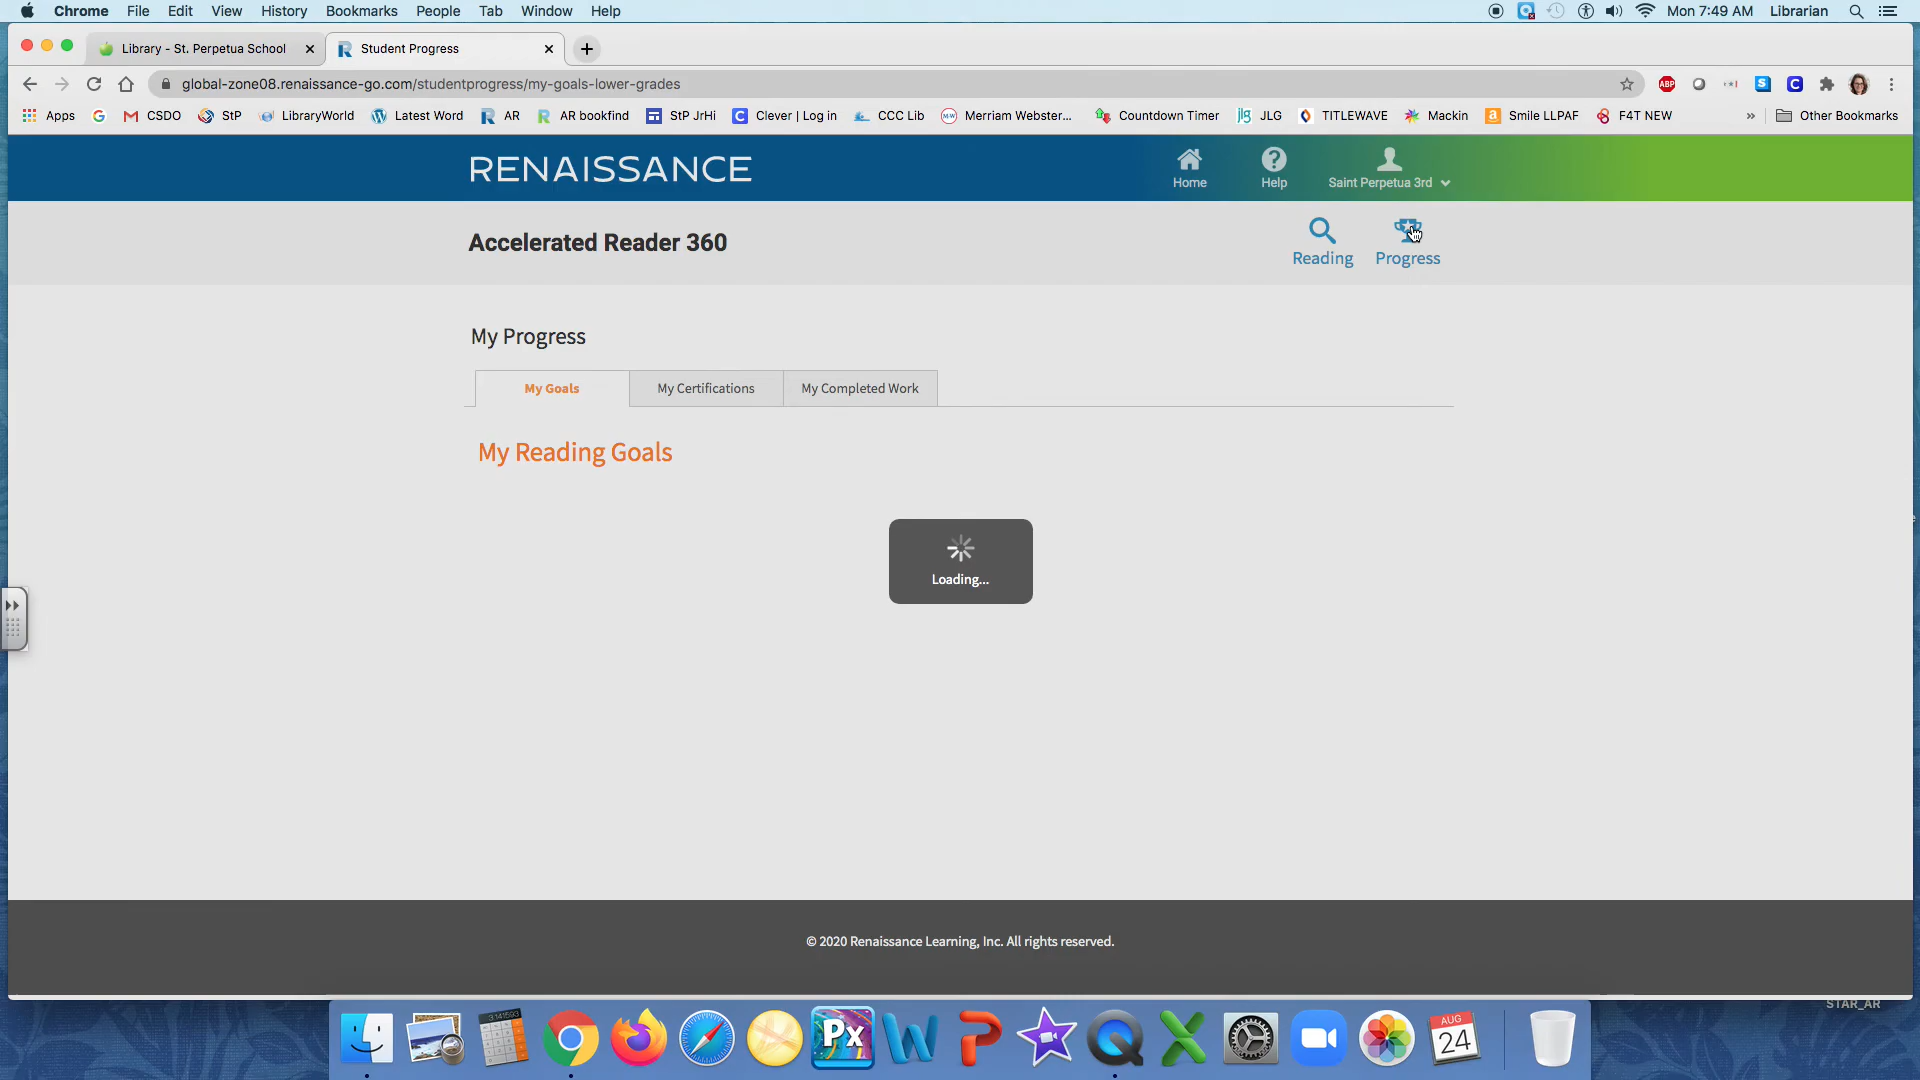 Chrome File Edit View History Bookmarks People Tab Window Help Mon 7:49 AM Librarian
Library - St. Perpetua School Student Progress
global-zone08.renaissance-go.com/studentprogress/my-goals-lower-grades ABP S C
Apps G CSDO StP LibraryWorld Latest Word AR AR bookfind StP JrHi Clever | Log in CCC Lib Merriam Webster... Countdown Timer JLG TITLEWAVE Mackin Smile LLPAF F4T NEW » Other Bookmarks
RENAISSANCE
Home Help Saint Perpetua 3rd
Accelerated Reader 360
Reading Progress
My Progress
My Goals My Certifications My Completed Work
My Reading Goals
Loading...
© 2020 Renaissance Learning, Inc. All rights reserved.
STAR_AR
3.141593 Px W P X AUG
24